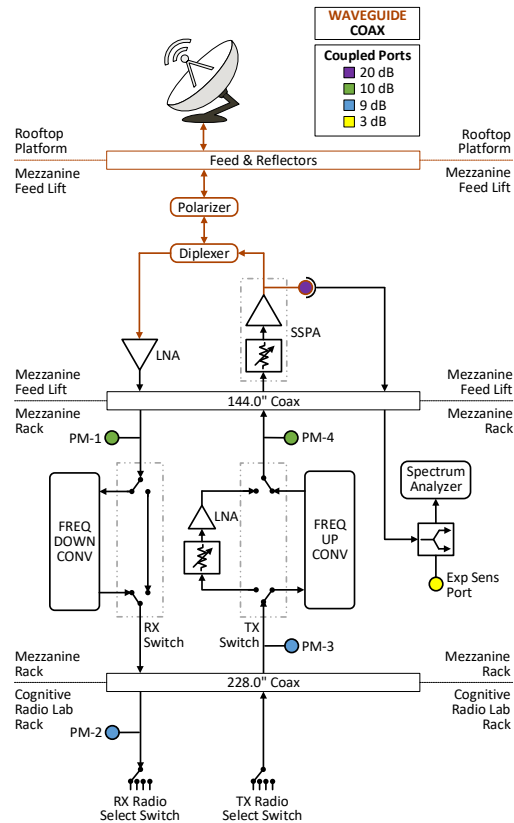 WAVEGUIDE
COAX
Coupled Ports
20 dB
10 dB
9 dB
3 dB
Rooftop
Platform
Rooftop
Platform
Feed & Reflectors
Mezzanine
Feed Lift
Mezzanine
Feed Lift
Polarizer
Diplexer
SSPA
LNA
Mezzanine
Feed Lift
Mezzanine
Feed Lift
144.0" Coax
Mezzanine
Rack
Mezzanine
Rack
PM-1
PM-4
Spectrum
Analyzer
FREQ
DOWN
CONV
LNA
FREQ
UP
CONV
Exp Sens
Port
RX
Switch
TX
Switch
PM-3
Mezzanine
Rack
Mezzanine
Rack
228.0" Coax
Cognitive
Radio Lab
Rack
Cognitive
Radio Lab
Rack
PM-2
RX Radio
Select Switch
TX Radio
Select Switch